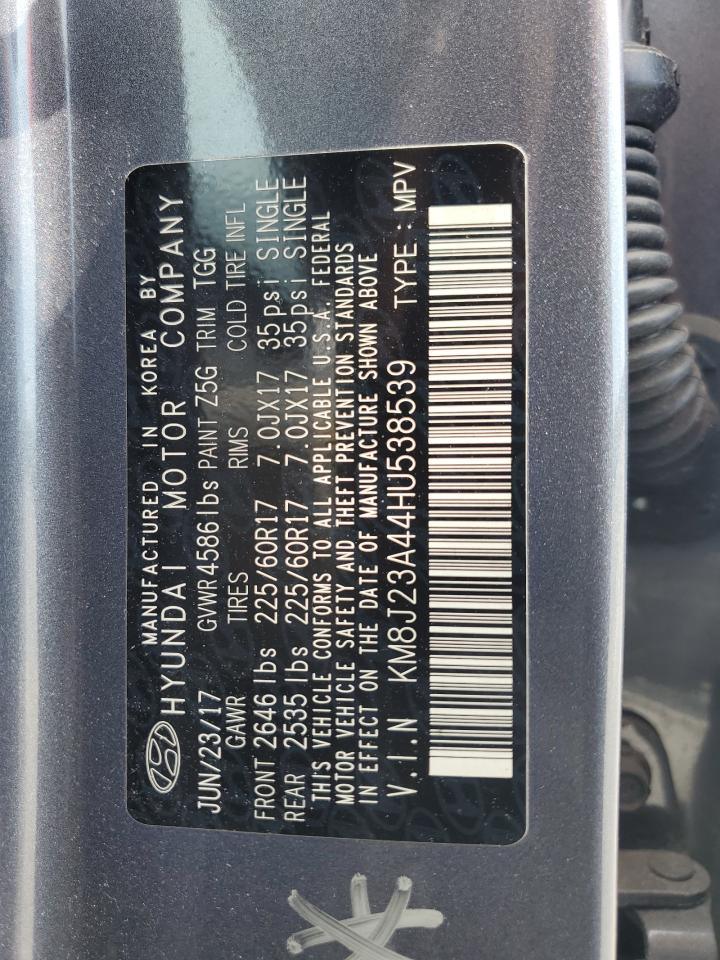 MANUFACTURED IN KOREA BY
HYUNDAI MOTOR COMPANY
JUN/23/17 GVWR 4586 lbs PAINT Z5G TRIM TGG
GAWR TIRES RIMS COLD TIRE INFL
FRONT 2646 lbs 225/60R17 7.0JX17 35psi SINGLE
REAR 2535 lbs 225/60R17 7.0JX17 35psi SINGLE
THIS VEHICLE CONFORMS TO ALL APPLICABLE U.S.A. FEDERAL
MOTOR VEHICLE SAFETY AND THEFT PREVENTION STANDARDS
IN EFFECT ON THE DATE OF MANUFACTURE SHOWN ABOVE
V.I.N KM8J23A44HU538539 TYPE : MPV